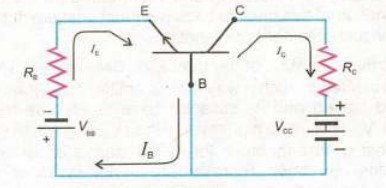 E C
I_E I_C
R_E R_C
B
− +
V_EE V_CC
+ −
I_B